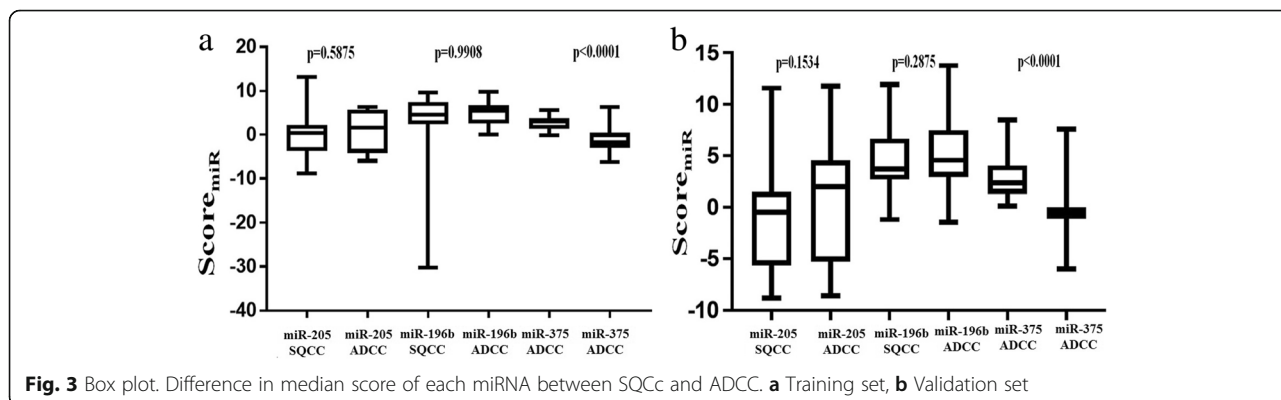 a
20
10
0
-10
-20
-30
-40
Score miR
p=0.5875 p=0.9908 p<0.0001
miR-205 miR-205 miR-196b miR-196b miR-375 miR-375
SQCC ADCC SQCC ADCC ADCC ADCC
b
15
10
5
0
-5
-10
Score miR
p=0.1534 p=0.2875 p<0.0001
miR-205 miR-205 miR-196b miR-196b miR-375 miR-375
SQCC ADCC SQCC ADCC ADCC ADCC
Fig. 3 Box plot. Difference in median score of each miRNA between SQCc and ADCC. a Training set, b Validation set